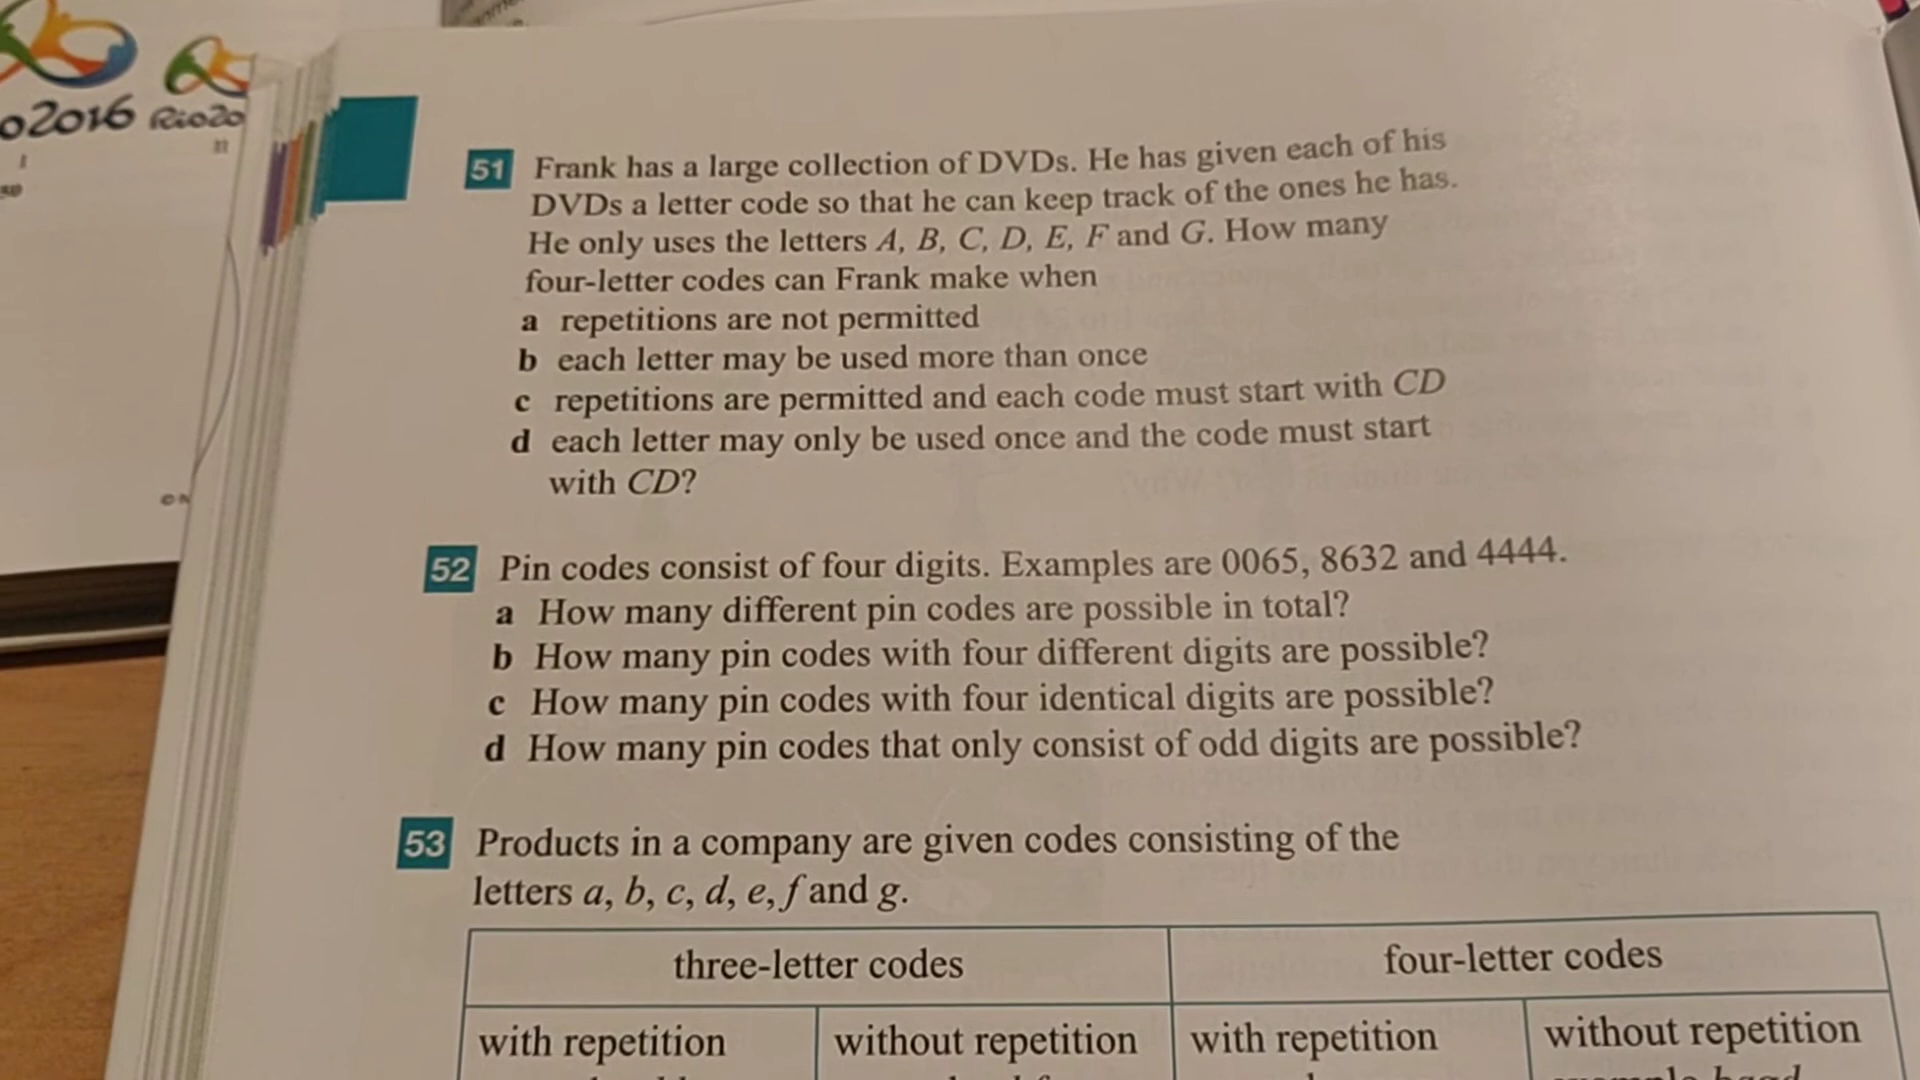 o2016 Rio20
51 Frank has a large collection of DVDs. He has given each of his
DVDs a letter code so that he can keep track of the ones he has.
He only uses the letters A, B, C, D, E, F and G. How many
four-letter codes can Frank make when
a repetitions are not permitted
b each letter may be used more than once
c repetitions are permitted and each code must start with CD
d each letter may only be used once and the code must start
with CD?
52 Pin codes consist of four digits. Examples are 0065, 8632 and 4444.
a How many different pin codes are possible in total?
b How many pin codes with four different digits are possible?
c How many pin codes with four identical digits are possible?
d How many pin codes that only consist of odd digits are possible?
53 Products in a company are given codes consisting of the
letters a, b, c, d, e, f and g.
three-letter codes four-letter codes
with repetition without repetition with repetition without repetition